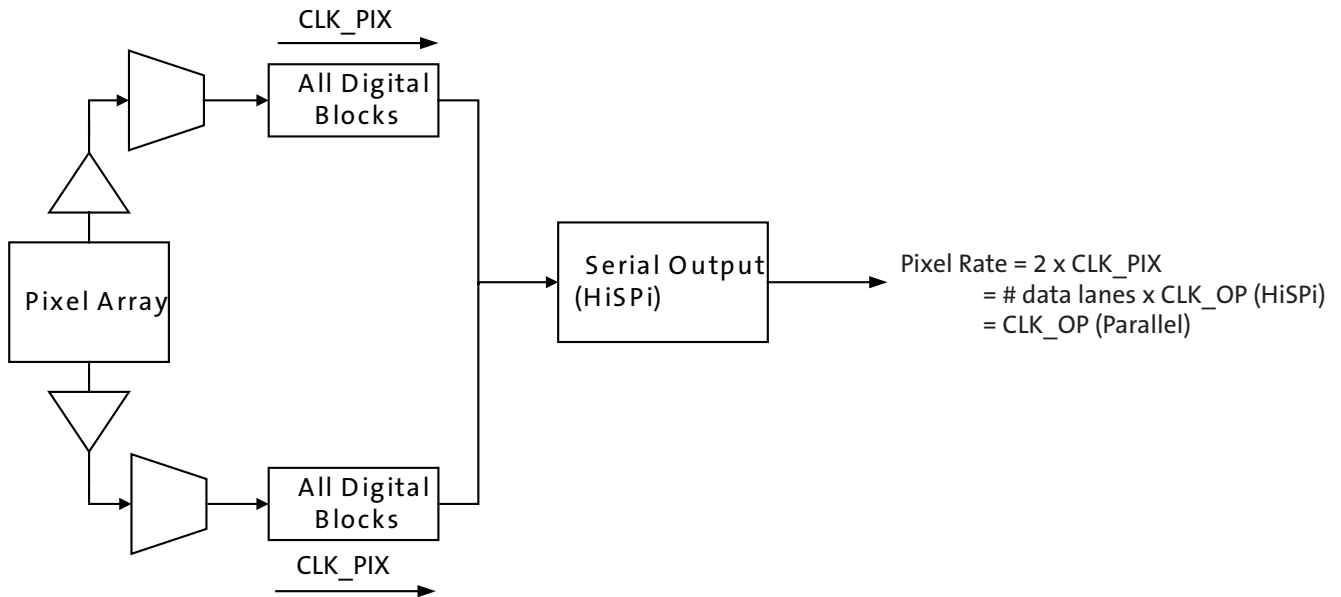 CLK_PIX
All Digital
Blocks
Pixel Array
Serial Output
(HiSPi)
Pixel Rate = 2 x CLK_PIX
= # data lanes x CLK_OP (HiSPi)
= CLK_OP (Parallel)
All Digital
Blocks
CLK_PIX